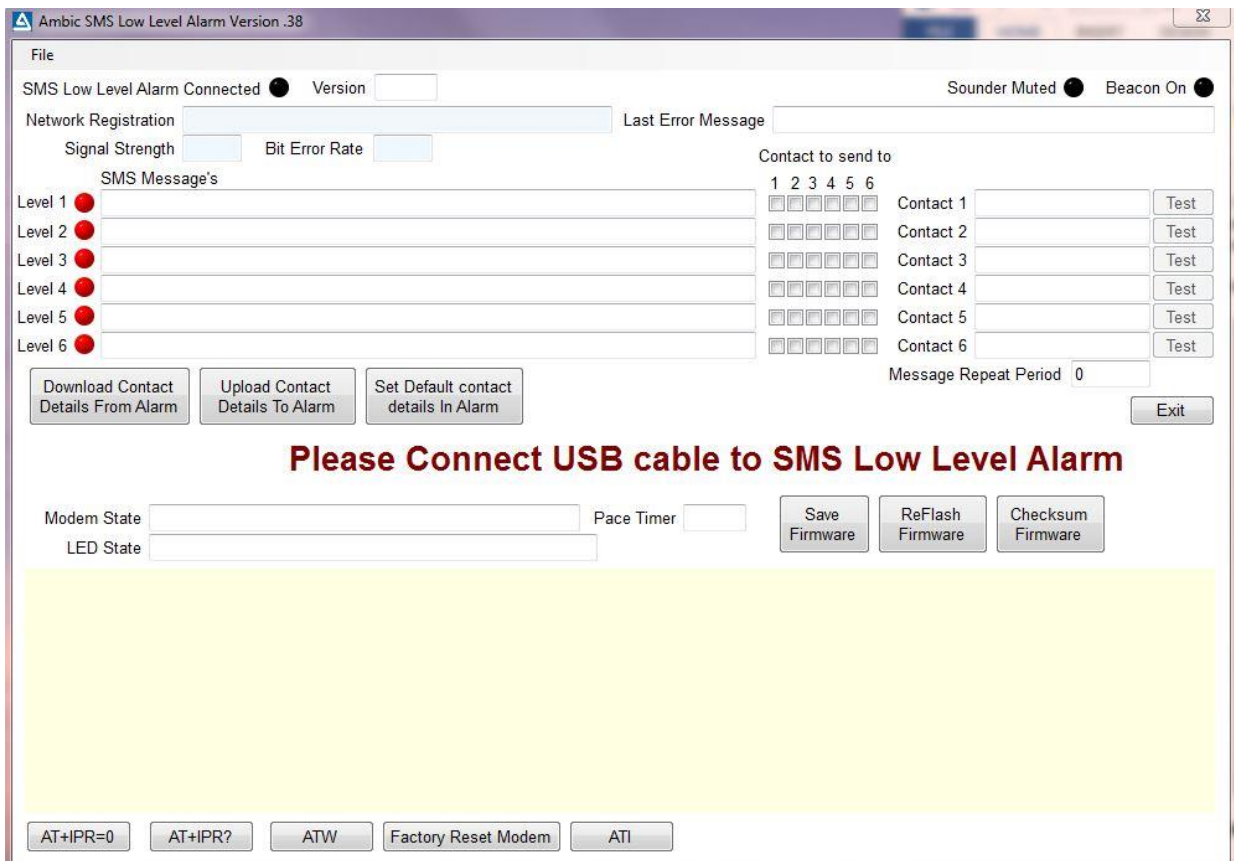 Ambic SMS Low Level Alarm Version .38
File
SMS Low Level Alarm Connected Version Sounder Muted Beacon On
Network Registration Last Error Message
Signal Strength Bit Error Rate Contact to send to
SMS Message's 1 2 3 4 5 6
Level 1 Contact 1 Test
Level 2 Contact 2 Test
Level 3 Contact 3 Test
Level 4 Contact 4 Test
Level 5 Contact 5 Test
Level 6 Contact 6 Test
Message Repeat Period 0
Download Contact
Details From Alarm
Upload Contact
Details To Alarm
Set Default contact
details In Alarm
Exit
Please Connect USB cable to SMS Low Level Alarm
Modem State Pace Timer
Save
Firmware
ReFlash
Firmware
Checksum
Firmware
LED State
AT+IPR=0 AT+IPR? ATW Factory Reset Modem ATI